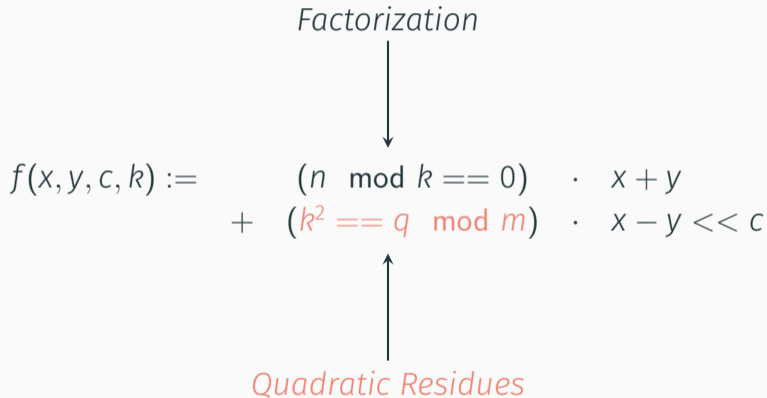 Factorization
f(x, y, c, k) := (n mod k == 0) · x + y
+ (k² == q mod m) · x − y << c
Quadratic Residues